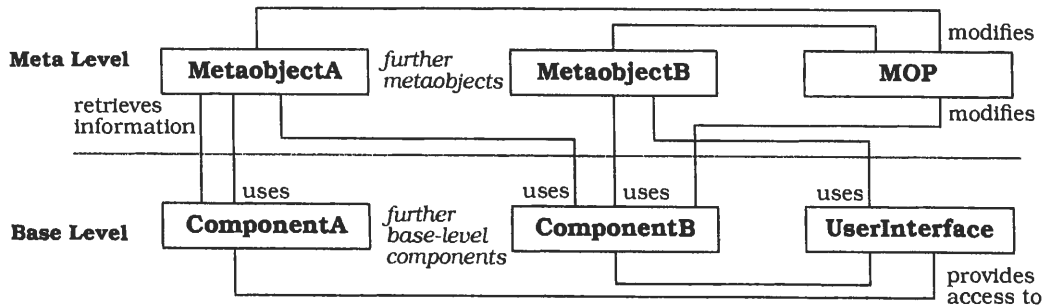 modifies
Meta Level
MetaobjectA
further
metaobjects
MetaobjectB
MOP
retrieves
information
modifies
uses
uses
uses
uses
Base Level
ComponentA
further
base-level
components
ComponentB
UserInterface
provides
access to